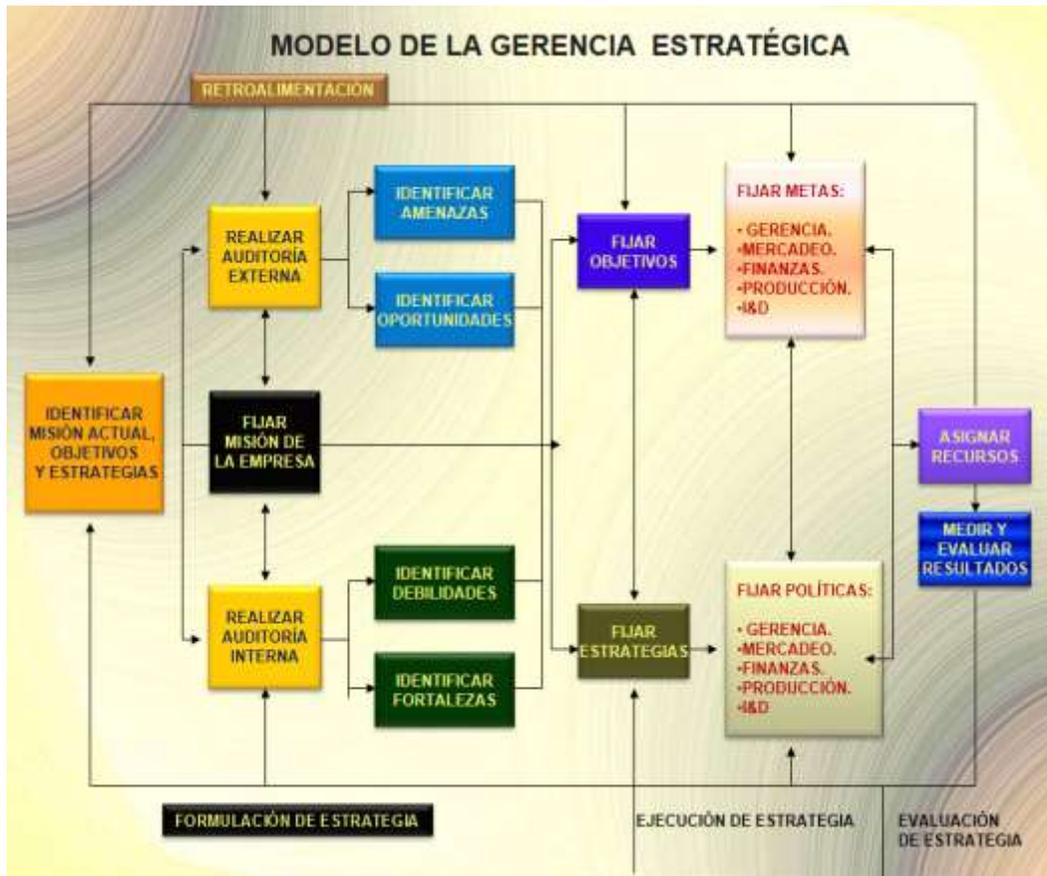 MODELO DE LA GERENCIA ESTRATÉGICA
RETROALIMENTACION
IDENTIFICAR
MISIÓN ACTUAL,
OBJETIVOS
Y ESTRATEGIAS
REALIZAR
AUDITORÍA
EXTERNA
FIJAR
MISIÓN DE
LA EMPRESA
REALIZAR
AUDITORÍA
INTERNA
IDENTIFICAR
AMENAZAS
IDENTIFICAR
OPORTUNIDADES
IDENTIFICAR
DEBILIDADES
IDENTIFICAR
FORTALEZAS
FIJAR
OBJETIVOS
FIJAR
ESTRATEGIAS
FIJAR METAS:
• GERENCIA.
•MERCADEO.
•FINANZAS.
•PRODUCCIÓN.
•I&D
FIJAR POLÍTICAS:
• GERENCIA.
•MERCADEO.
•FINANZAS.
•PRODUCCIÓN.
•I&D
ASIGNAR
RECURSOS
MEDIR Y
EVALUAR
RESULTADOS
FORMULACIÓN DE ESTRATEGIA
EJECUCIÓN DE ESTRATEGIA
EVALUACIÓN
DE ESTRATEGIA